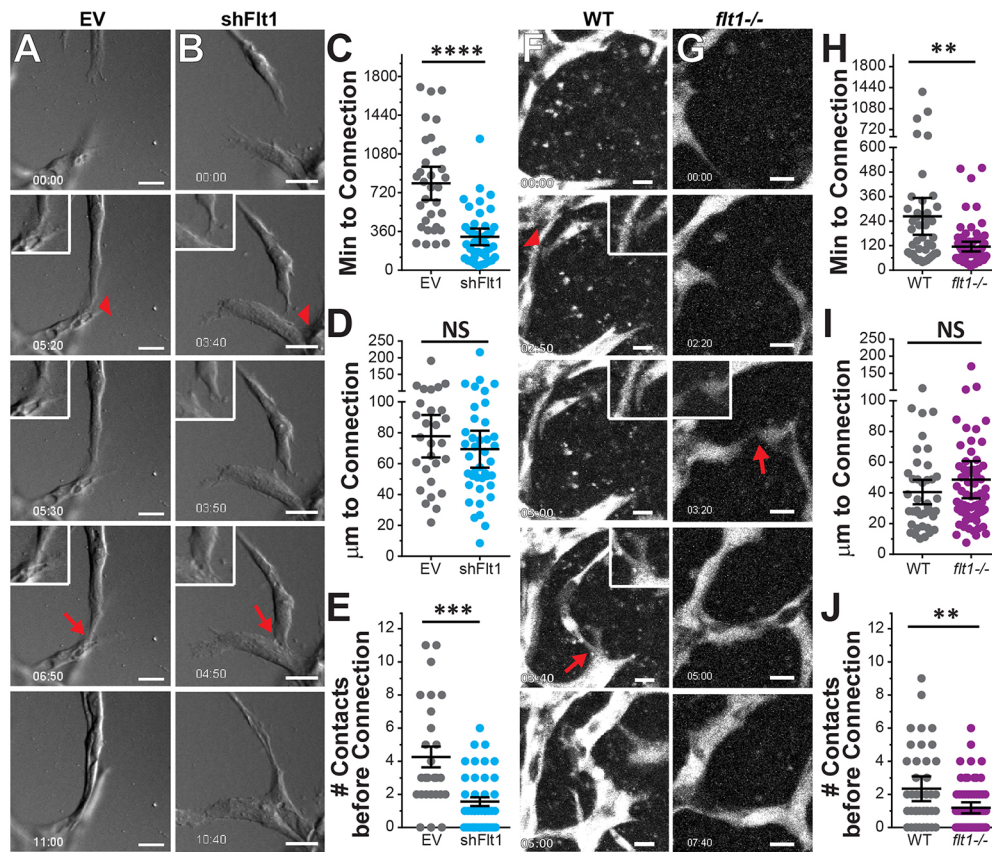 EV
shFlt1
WT
flt1-/-
A
00:00
05:20
05:30
06:50
11:00
B
00:00
03:40
03:50
04:50
10:40
C
****
Min to Connection
1800
1440
1080
720
360
0
EV
shFlt1
D
NS
µm to Connection
250
200
150
100
80
60
40
20
0
EV
shFlt1
E
***
# Contacts
before Connection
12
10
8
6
4
2
0
EV
shFlt1
F
00:00
02:50
03:00
03:40
05:00
G
00:00
02:20
03:20
05:00
07:40
H
**
Min to Connection
1800
1440
1080
720
600
480
360
240
120
0
WT
flt1-/-
I
NS
µm to Connection
250
200
150
100
80
60
40
20
0
WT
flt1-/-
J
**
# Contacts
before Connection
12
10
8
6
4
2
0
WT
flt1-/-